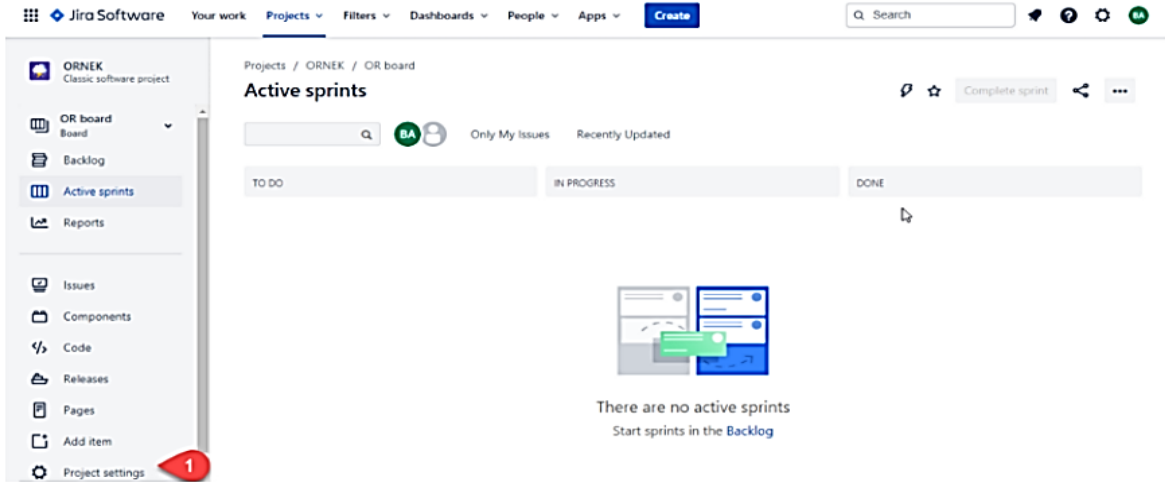 Jira Software Your work Projects Filters Dashboards People Apps Create Search BA
ORNEK
Classic software project
OR board
Board
Backlog
Active sprints
Reports
Issues
Components
Code
Releases
Pages
Add item
Project settings 1
Projects / ORNEK / OR board
Active sprints Complete sprint
BA Only My Issues Recently Updated
TO DO IN PROGRESS DONE
There are no active sprints
Start sprints in the Backlog